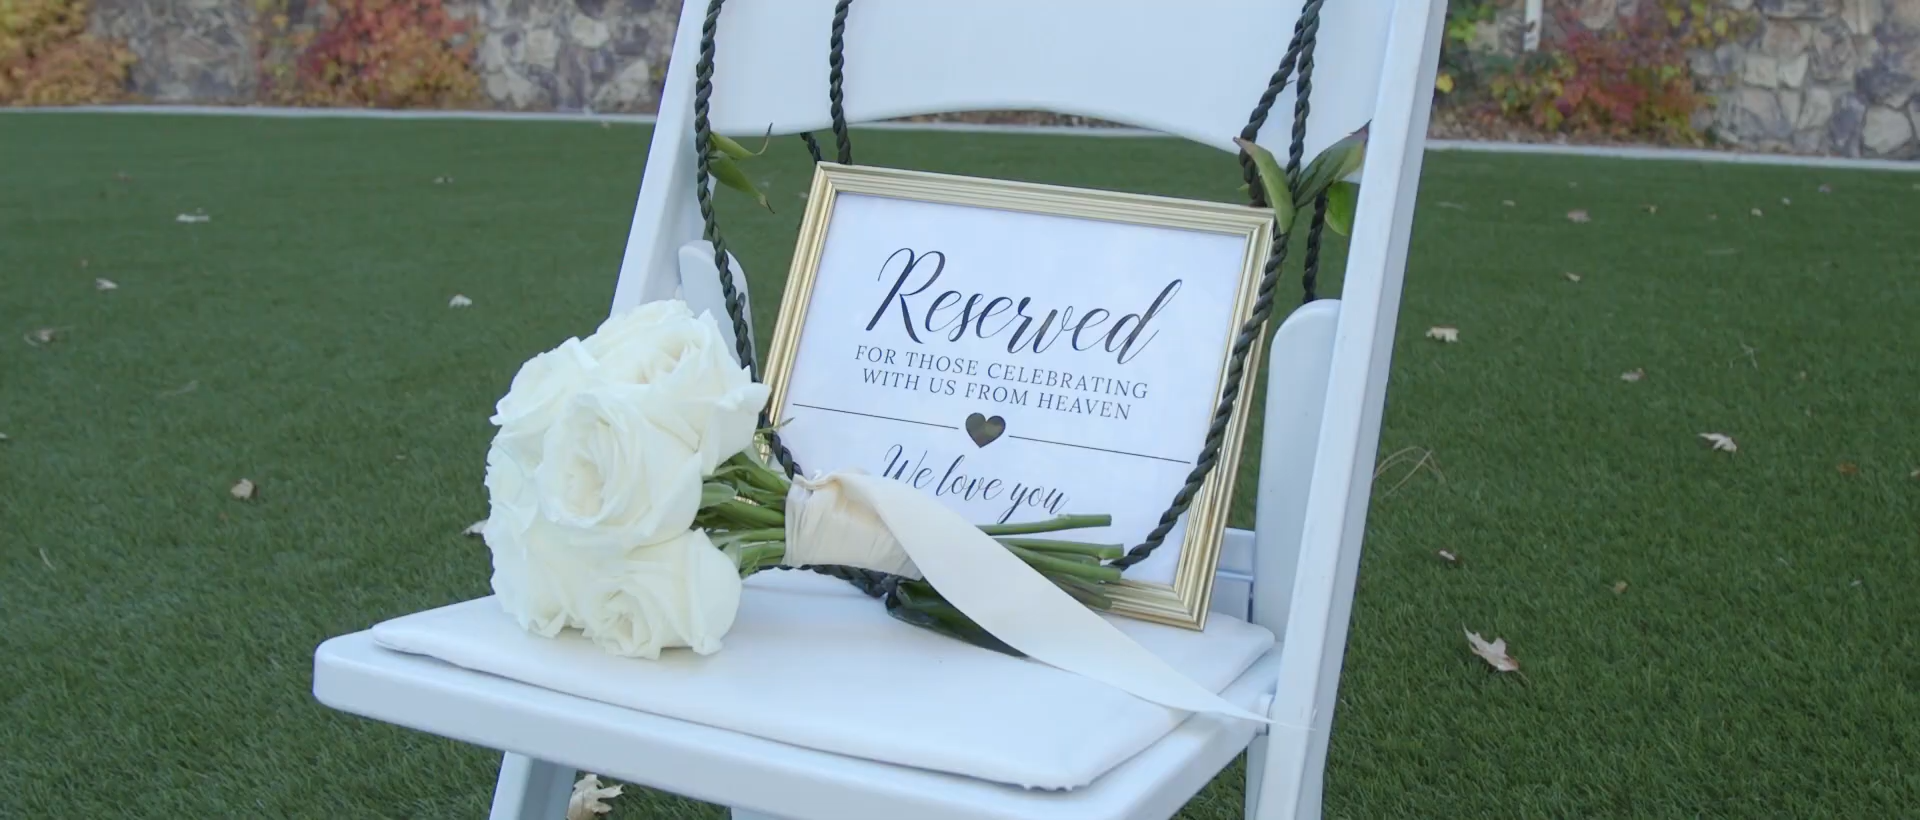 Reserved
FOR THOSE CELEBRATING
WITH US FROM HEAVEN
We love you